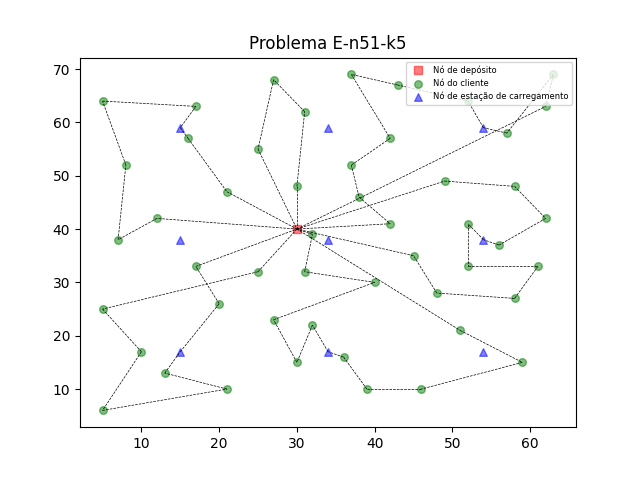 Problema E-n51-k5
70
60
50
40
30
20
10
Nó de depósito
Nó do cliente
Nó de estação de carregamento
10 20 30 40 50 60